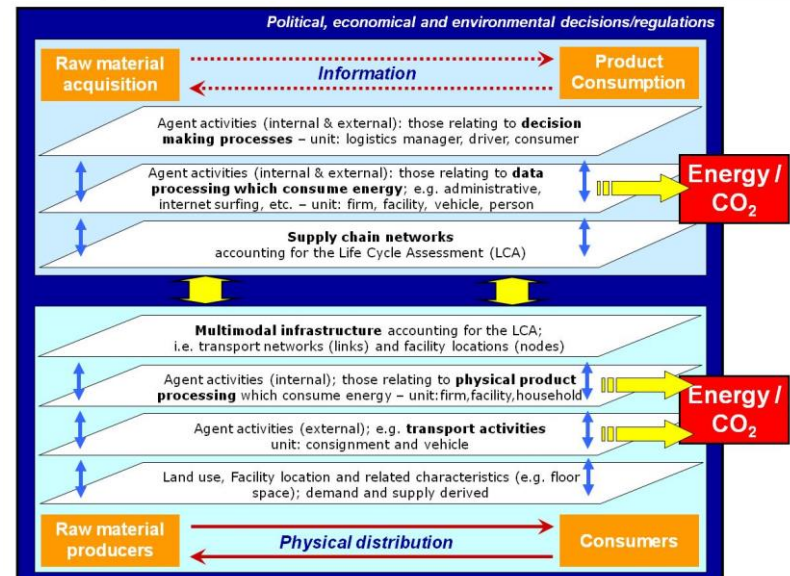 Political, economical and environmental decisions/regulations
Raw material
acquisition
Information
Product
Consumption
Agent activities (internal & external): those relating to decision
making processes – unit: logistics manager, driver, consumer
Agent activities (internal & external): those relating to data
processing which consume energy; e.g. administrative,
internet surfing, etc. – unit: firm, facility, vehicle, person
Energy /
CO2
Supply chain networks
accounting for the Life Cycle Assessment (LCA)
Multimodal infrastructure accounting for the LCA;
i.e. transport networks (links) and facility locations (nodes)
Agent activities (internal); those relating to physical product
processing which consume energy – unit:firm,facility,household
Energy /
CO2
Agent activities (external); e.g. transport activities
unit: consignment and vehicle
Land use, Facility location and related characteristics (e.g. floor
space); demand and supply derived
Raw material
producers
Physical distribution
Consumers